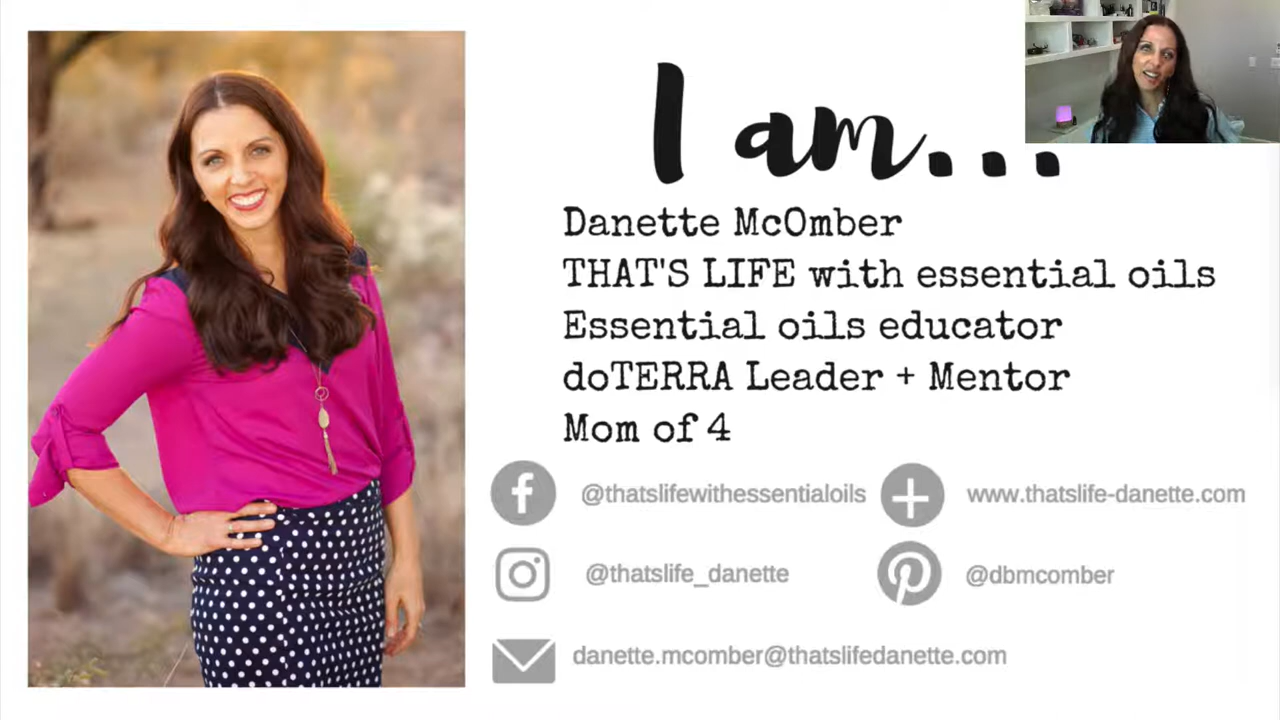 I am...
Danette McOmber
THAT'S LIFE with essential oils
Essential oils educator
doTERRA Leader + Mentor
Mom of 4
@thatslifewithessentialoils
www.thatslife-danette.com
@thatslife_danette
@dbmcomber
danette.mcomber@thatslifedanette.com